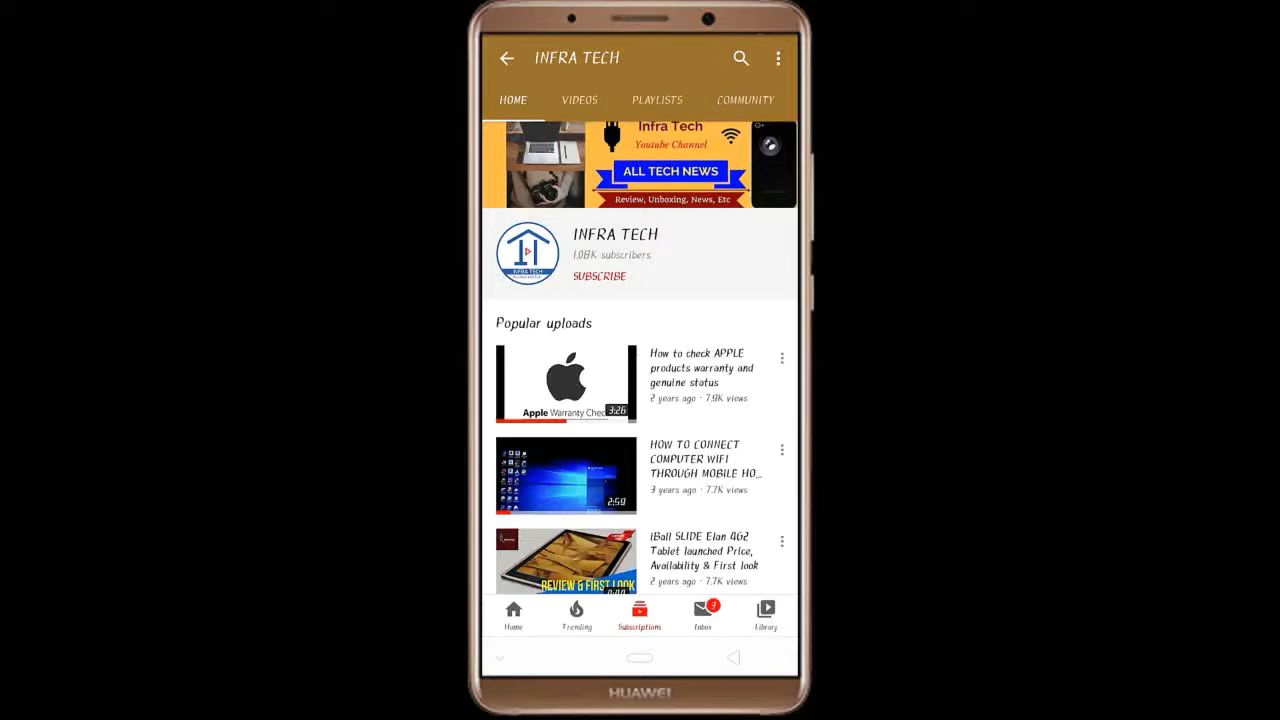 INFRA TECH
HOME VIDEOS PLAYLISTS COMMUNITY
Infra Tech
Youtube Channel
ALL TECH NEWS
Review, Unboxing, News, Etc
INFRA TECH
INFRA TECH
1.08K subscribers
SUBSCRIBE
Popular uploads
Apple Warranty Chec
3:26
How to check APPLE
products warranty and
genuine status
2 years ago · 7.9K views
2:59
HOW TO CONNECT
COMPUTER WIFI
THROUGH MOBILE HO...
3 years ago · 7.7K views
REVIEW & FIRST LOOK
iBall SLIDE Elan 4G2
Tablet launched Price,
Availability & First look
2 years ago · 7.7K views
3
Home Trending Subscriptions Inbox Library
HUAWEI